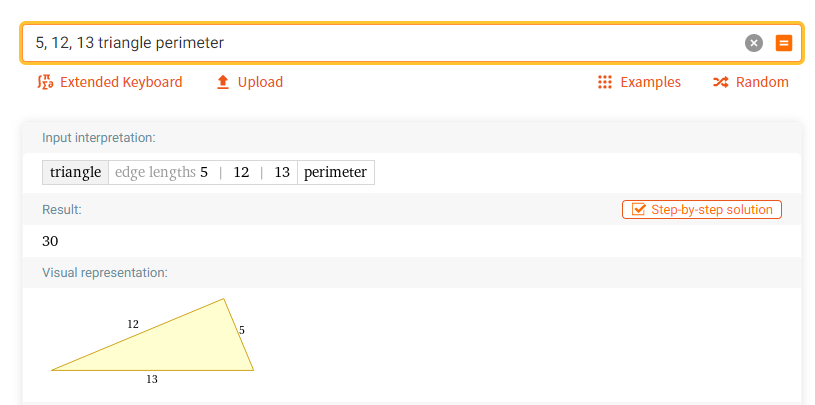 5, 12, 13 triangle perimeter
Extended Keyboard Upload Examples Random
Input interpretation:
triangle edge lengths 5 | 12 | 13 perimeter
Result: Step-by-step solution
30
Visual representation:
12
5
13